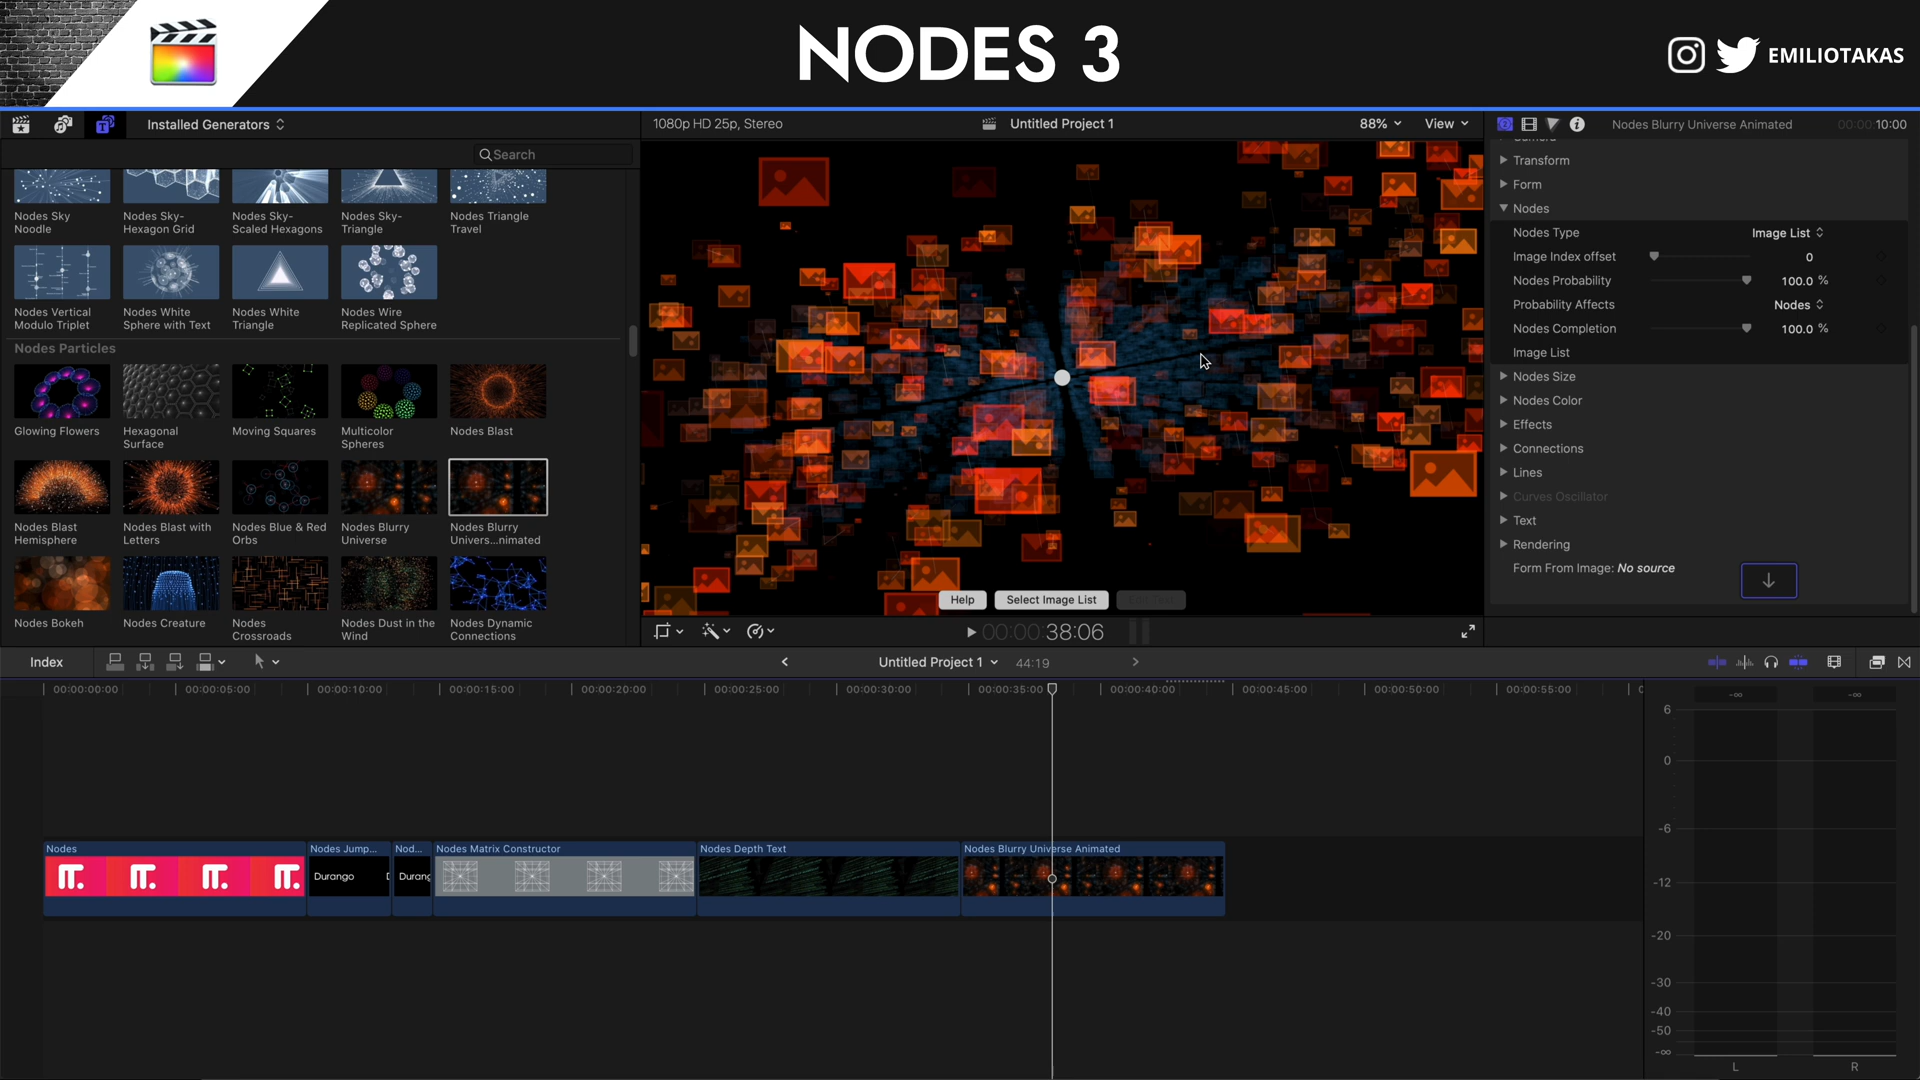 NODES 3
EMILIOTAKAS
Installed Generators
1080p HD 25p, Stereo
Untitled Project 1
88%
View
Nodes Blurry Universe Animated
00:00:10:00
Search
Nodes Sky
Noodle
Nodes Sky-
Hexagon Grid
Nodes Sky-
Scaled Hexagons
Nodes Sky-
Triangle
Nodes Triangle
Travel
Nodes Vertical
Modulo Triplet
Nodes White
Sphere with Text
Nodes White
Triangle
Nodes Wire
Replicated Sphere
Nodes Particles
Glowing Flowers
Hexagonal
Surface
Moving Squares
Multicolor
Spheres
Nodes Blast
Nodes Blast
Hemisphere
Nodes Blast with
Letters
Nodes Blue & Red
Orbs
Nodes Blurry
Universe
Nodes Blurry
Univers...nimated
Nodes Bokeh
Nodes Creature
Nodes
Crossroads
Nodes Dust in the
Wind
Nodes Dynamic
Connections
Help
Select Image List
00:00:38:06
Transform
Form
Nodes
Nodes Type
Image List
Image Index offset
0
Nodes Probability
100.0 %
Probability Affects
Nodes
Nodes Completion
100.0 %
Image List
Nodes Size
Nodes Color
Effects
Connections
Lines
Curves Oscillator
Text
Rendering
Form From Image: No source
Index
Untitled Project 1
44:19
00:00:00:00
00:00:05:00
00:00:10:00
00:00:15:00
00:00:20:00
00:00:25:00
00:00:30:00
00:00:35:00
00:00:40:00
00:00:45:00
00:00:50:00
00:00:55:00
Nodes
Nodes Jump...
Nod...
Nodes Matrix Constructor
Nodes Depth Text
Nodes Blurry Universe Animated
Durango
Durang
-∞
-∞
6
0
-6
-12
-20
-30
-40
-50
-∞
L
R